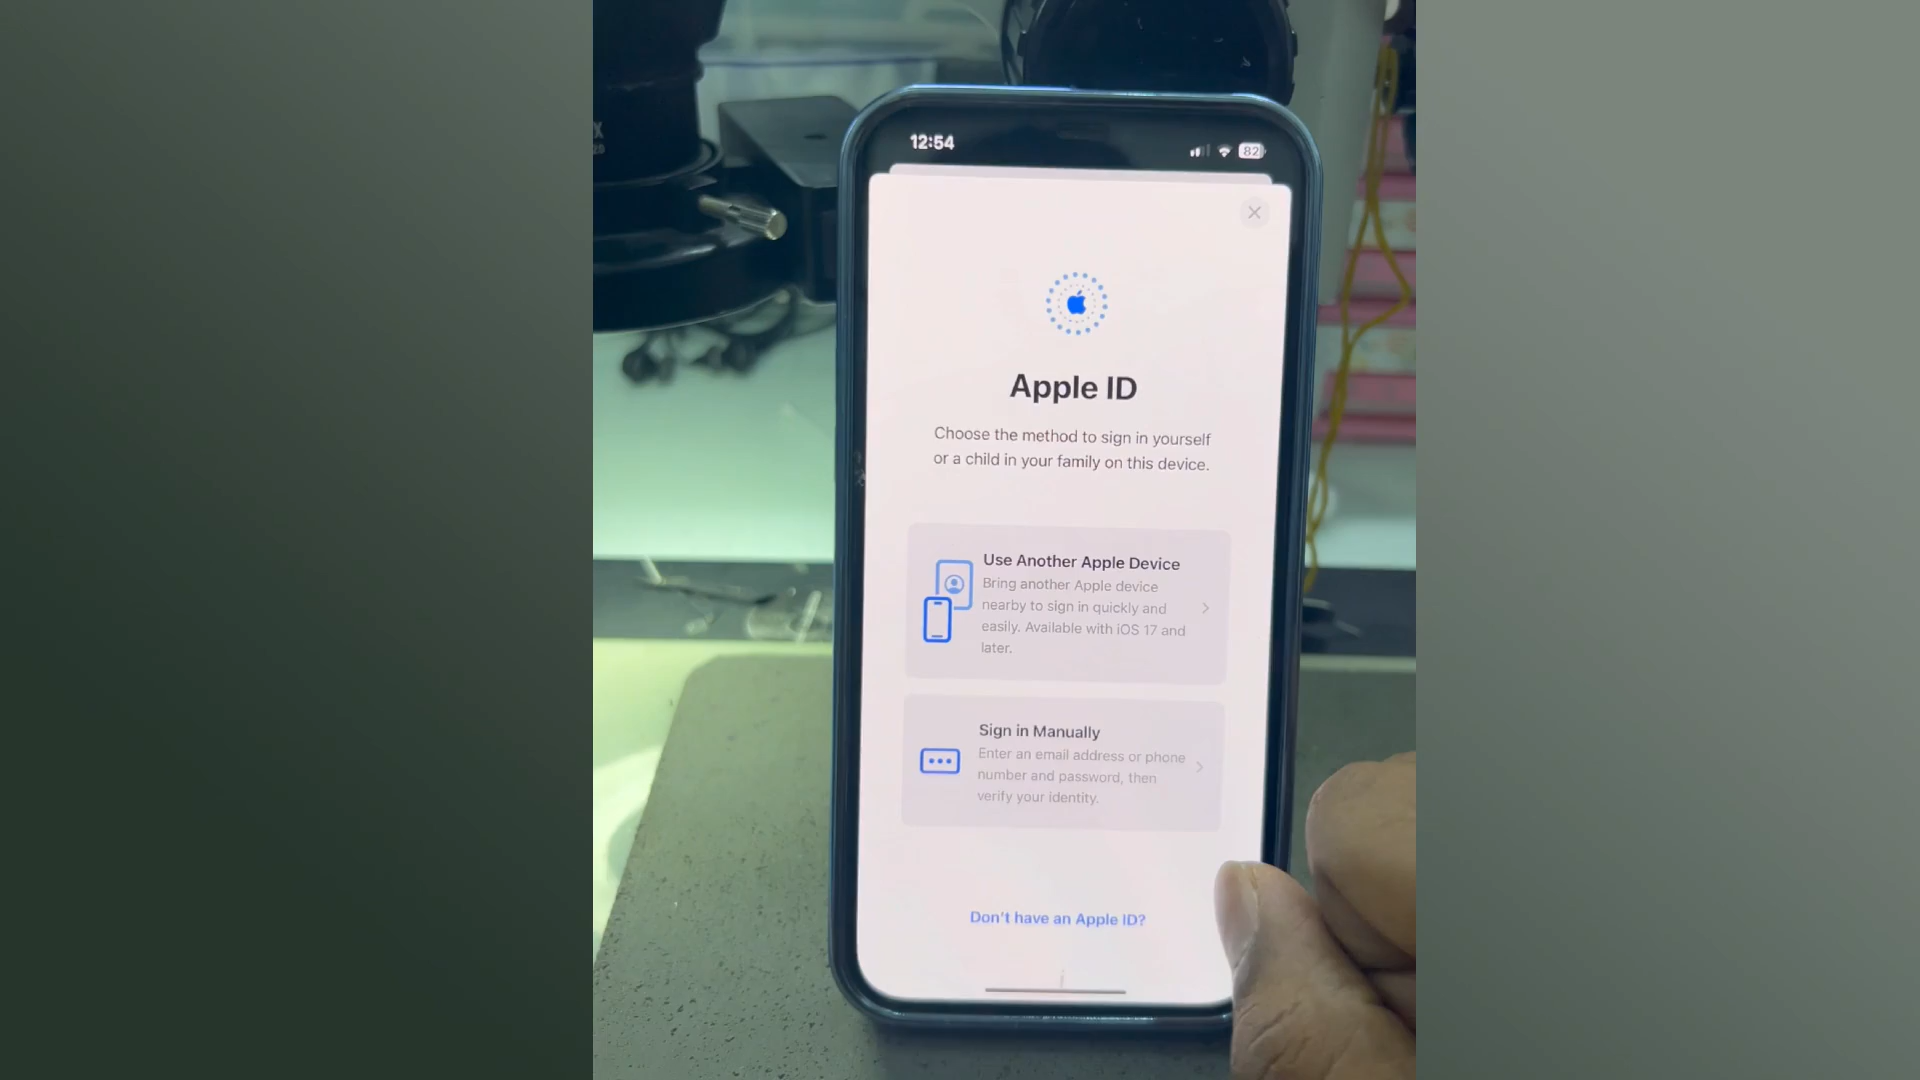 12:54
82
Apple ID
Choose the method to sign in yourself
or a child in your family on this device.
Use Another Apple Device
Bring another Apple device
nearby to sign in quickly and
easily. Available with iOS 17 and
later.
Sign in Manually
Enter an email address or phone
number and password, then
verify your identity.
Don't have an Apple ID?